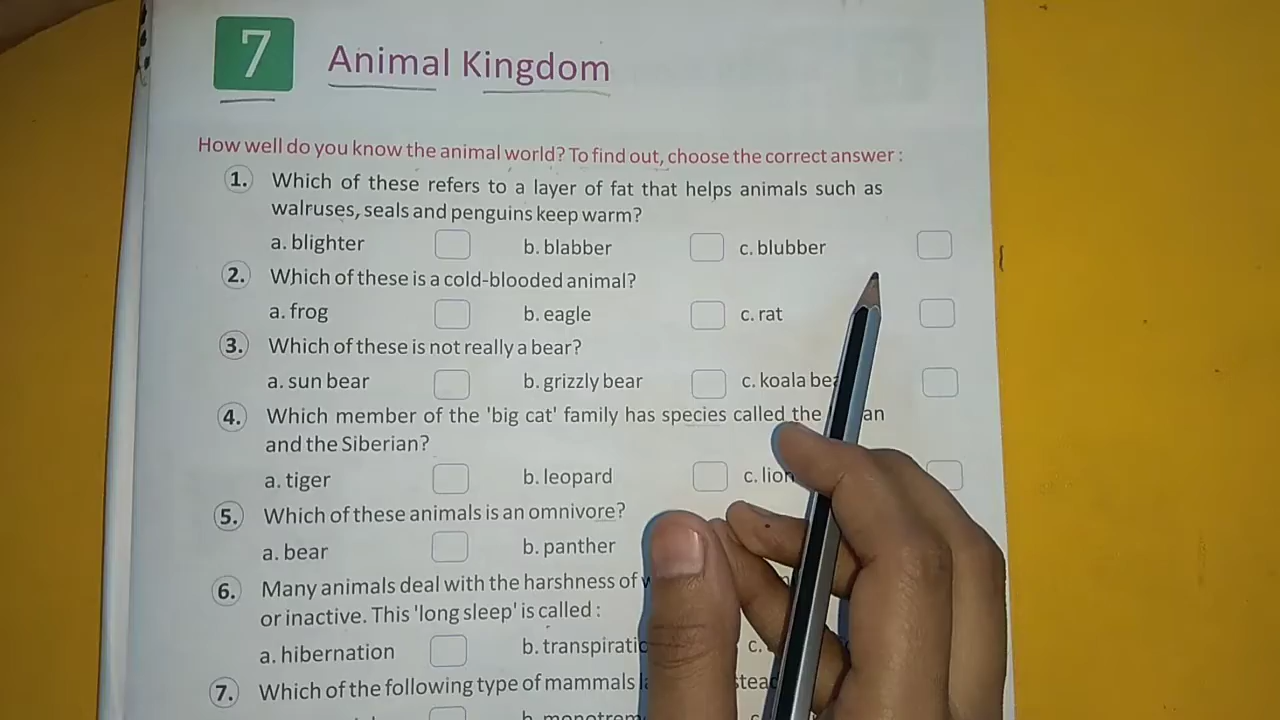 7 Animal Kingdom
How well do you know the animal world? To find out, choose the correct answer :
1. Which of these refers to a layer of fat that helps animals such as
walruses, seals and penguins keep warm?
a. blighter b. blabber c. blubber
2. Which of these is a cold-blooded animal?
a. frog b. eagle c. rat
3. Which of these is not really a bear?
a. sun bear b. grizzly bear c. koala
4. Which member of the 'big cat' family has species called the
and the Siberian?
a. tiger b. leopard c. lion
5. Which of these animals is an omnivore?
a. bear b. panther
6. Many animals deal with the harshness of
or inactive. This 'long sleep' is called :
a. hibernation b. c.
7. Which of the following type of mammals
b.